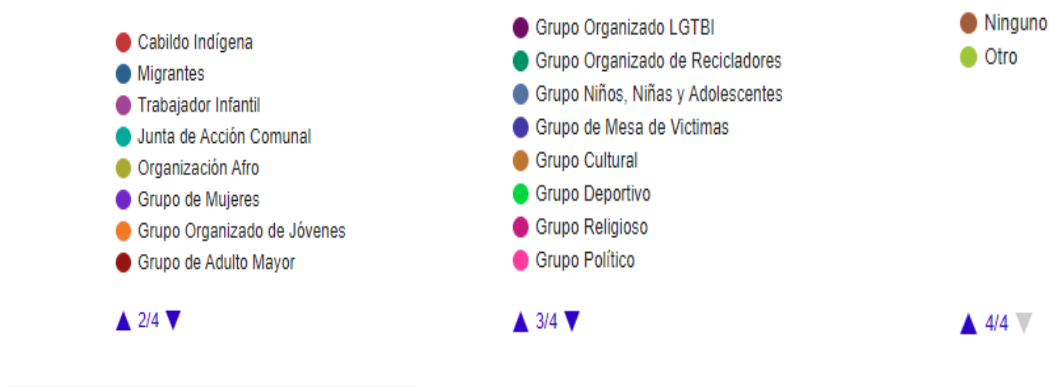 Cabildo Indígena
Migrantes
Trabajador Infantil
Junta de Acción Comunal
Organización Afro
Grupo de Mujeres
Grupo Organizado de Jóvenes
Grupo de Adulto Mayor
2/4
Grupo Organizado LGTBI
Grupo Organizado de Recicladores
Grupo Niños, Niñas y Adolescentes
Grupo de Mesa de Victimas
Grupo Cultural
Grupo Deportivo
Grupo Religioso
Grupo Político
3/4
Ninguno
Otro
4/4